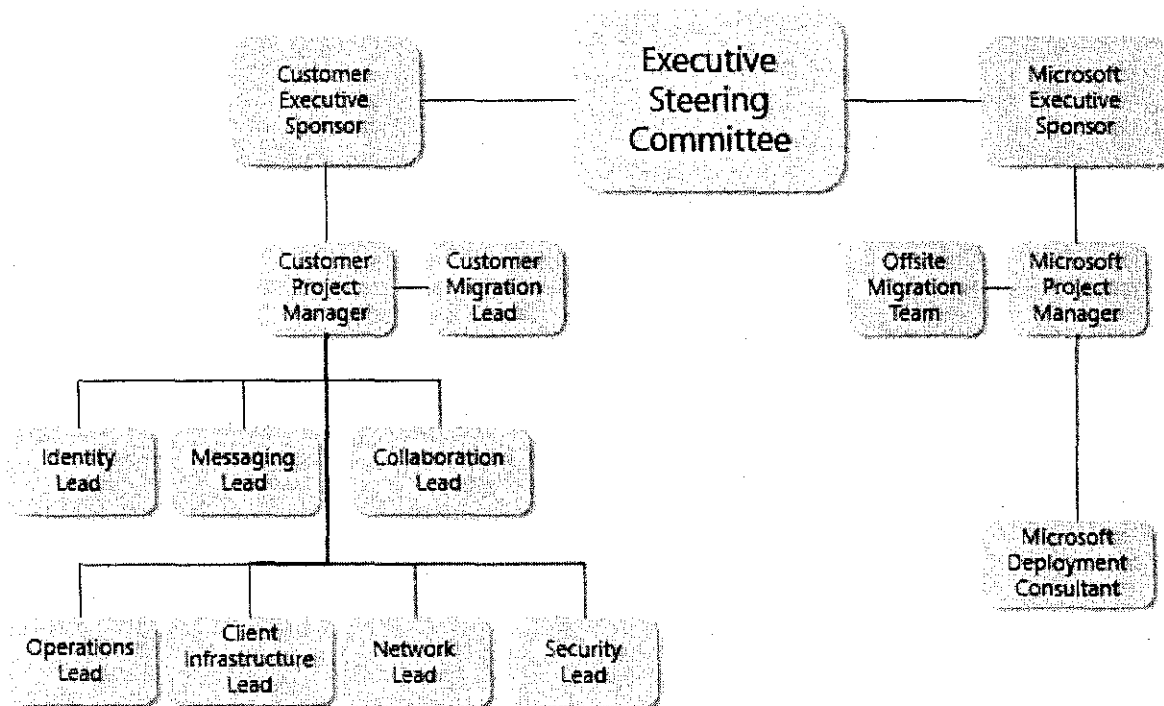 Customer
Executive
Sponsor
Executive
Steering
Committee
Microsoft
Executive
Sponsor
Customer
Project
Manager
Customer
Migration
Lead
Offsite
Migration
Team
Microsoft
Project
Manager
Identity
Lead
Messaging
Lead
Collaboration
Lead
Microsoft
Deployment
Consultant
Operations
Lead
Client
Infrastructure
Lead
Network
Lead
Security
Lead